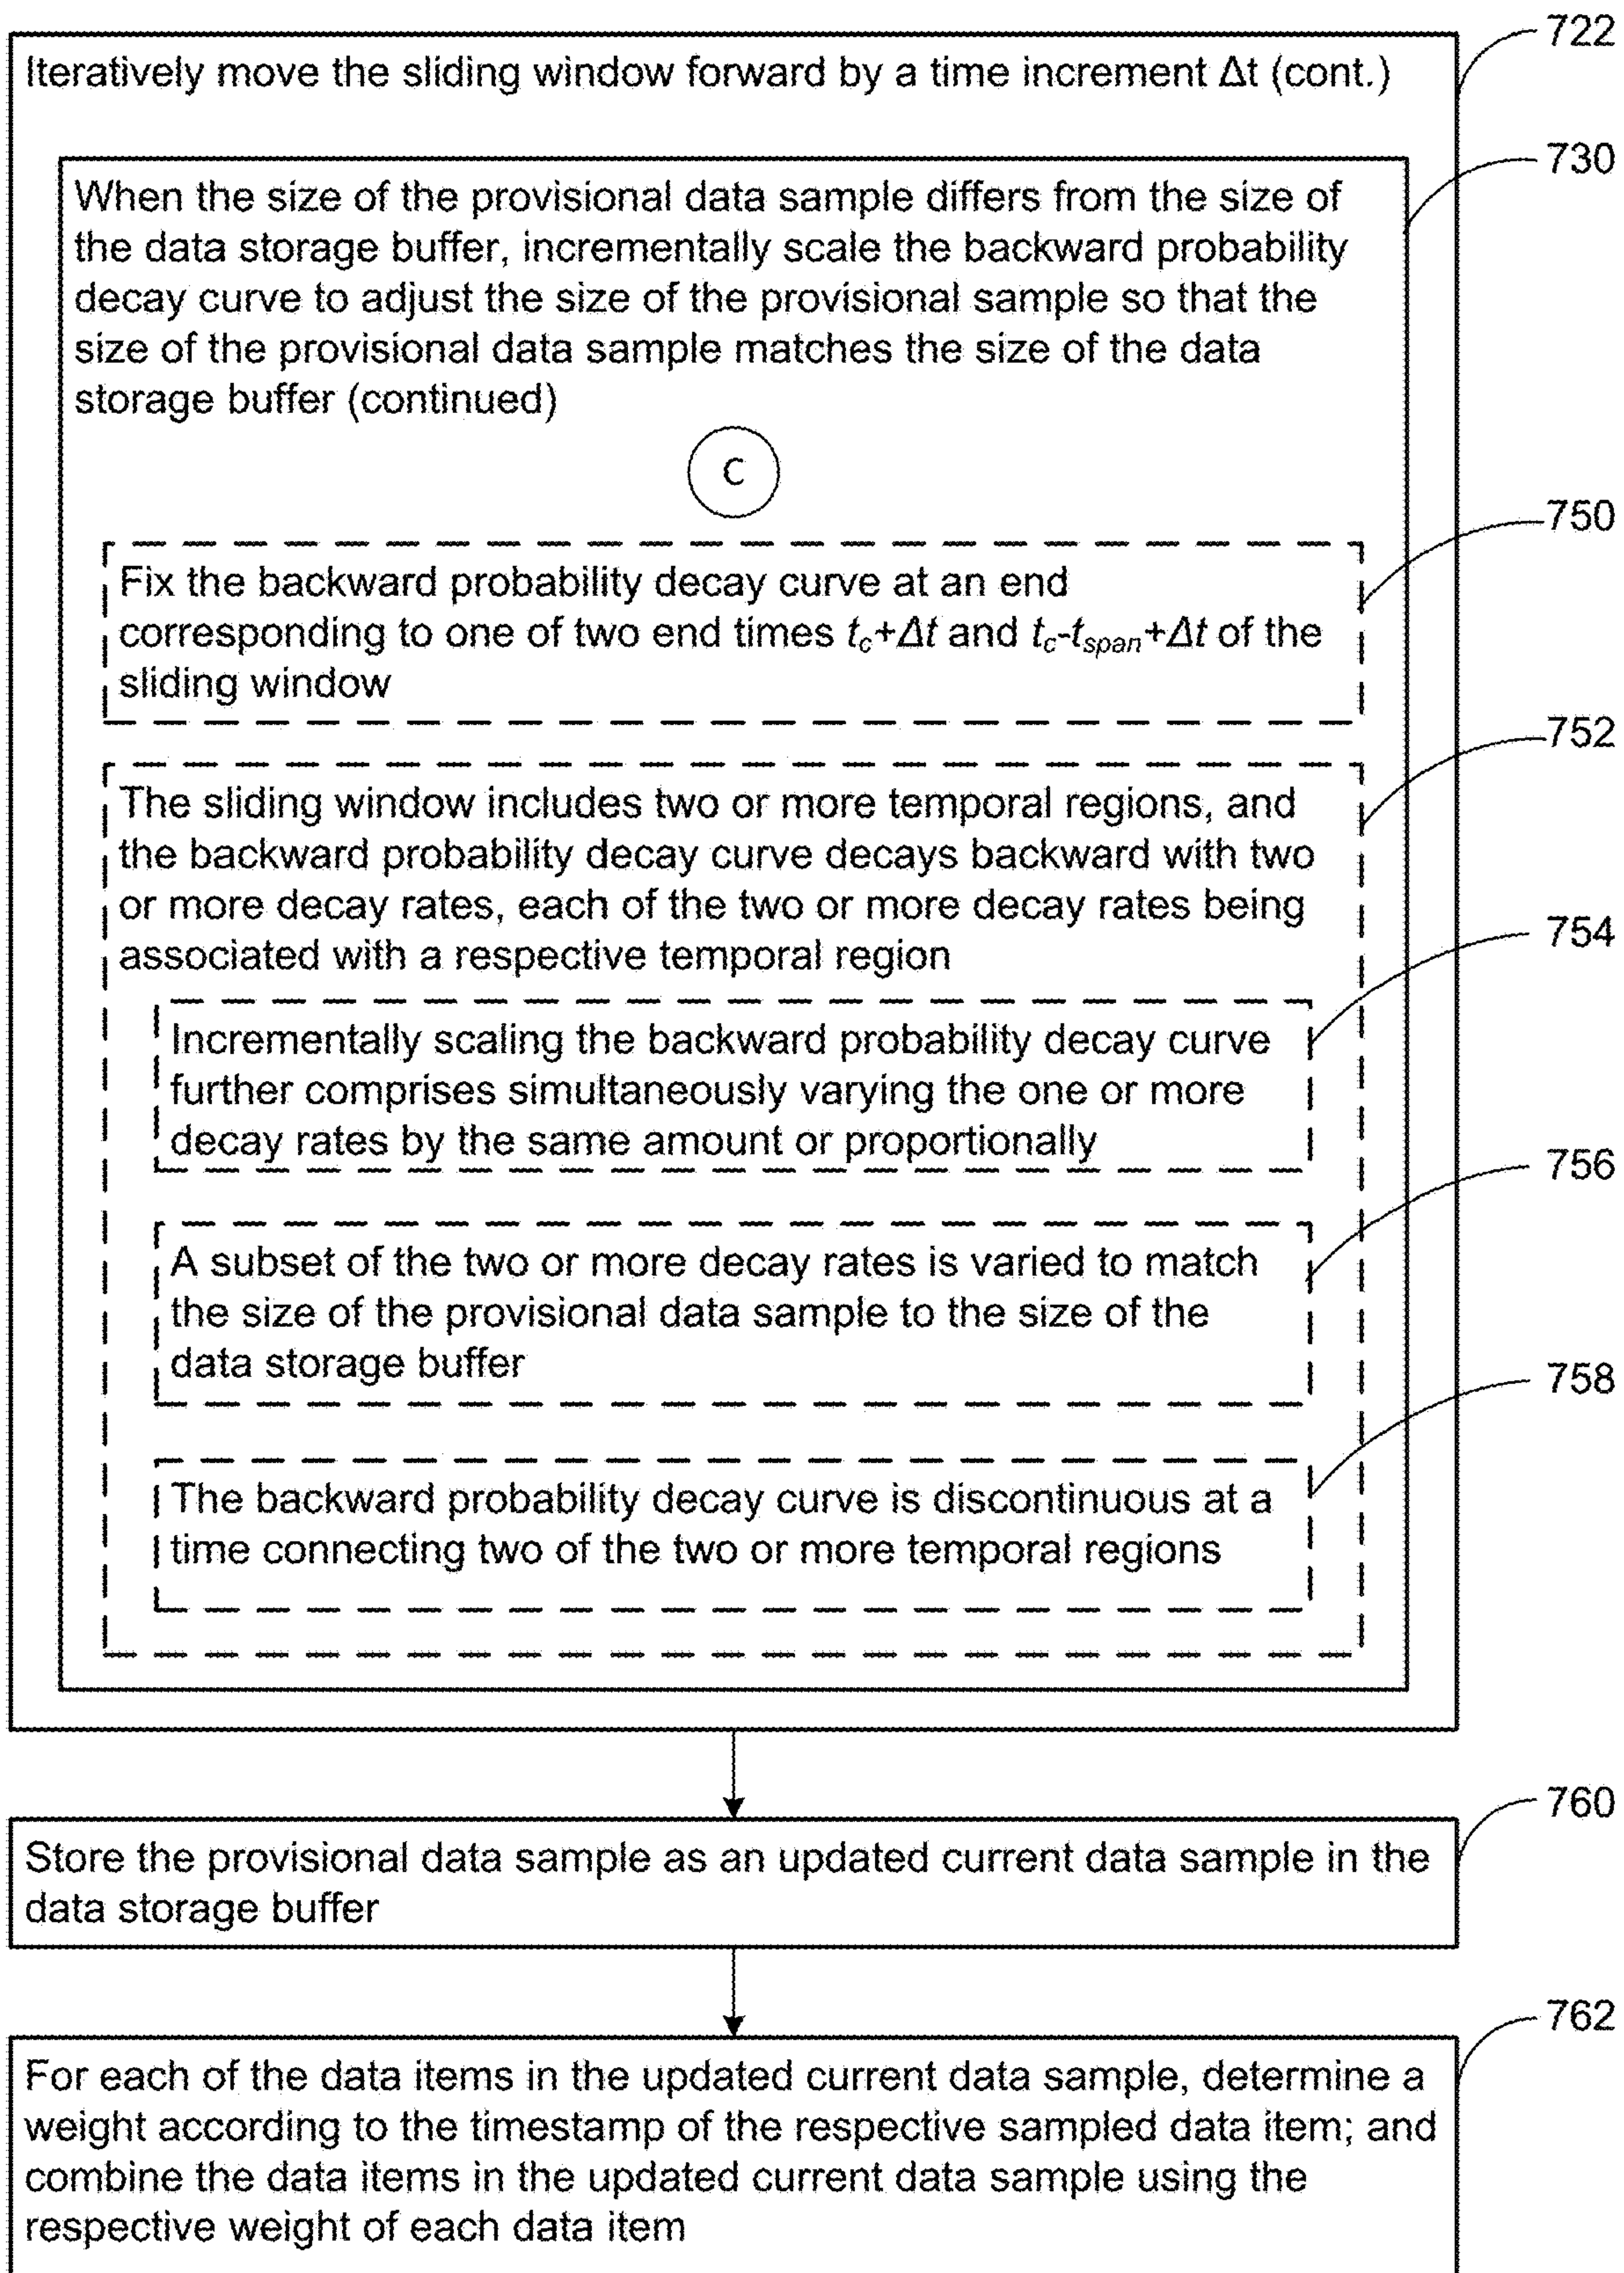 722
Iteratively move the sliding window forward by a time increment Δt (cont.)
730
When the size of the provisional data sample differs from the size of
the data storage buffer, incrementally scale the backward probability
decay curve to adjust the size of the provisional sample so that the
size of the provisional data sample matches the size of the data
storage buffer (continued)
C
750
Fix the backward probability decay curve at an end
corresponding to one of two end times t_c+Δt and t_c-t_span+Δt of the
sliding window
752
The sliding window includes two or more temporal regions, and
the backward probability decay curve decays backward with two
or more decay rates, each of the two or more decay rates being
associated with a respective temporal region
754
Incrementally scaling the backward probability decay curve
further comprises simultaneously varying the one or more
decay rates by the same amount or proportionally
756
A subset of the two or more decay rates is varied to match
the size of the provisional data sample to the size of the
data storage buffer
758
The backward probability decay curve is discontinuous at a
time connecting two of the two or more temporal regions
760
Store the provisional data sample as an updated current data sample in the
data storage buffer
762
For each of the data items in the updated current data sample, determine a
weight according to the timestamp of the respective sampled data item; and
combine the data items in the updated current data sample using the
respective weight of each data item